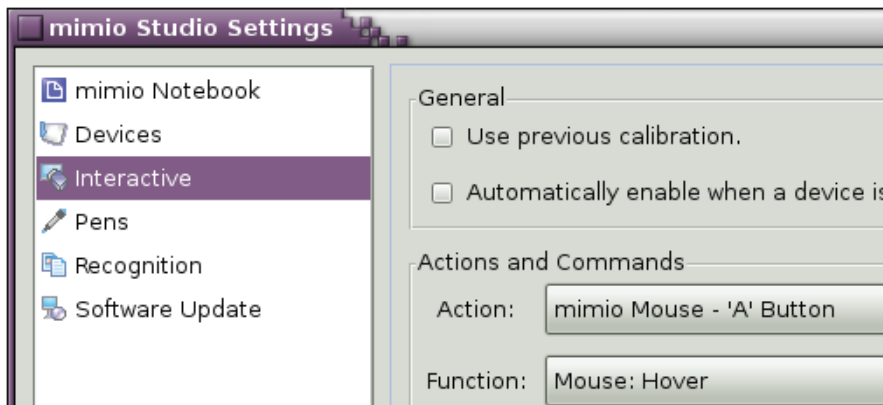 mimio Studio Settings
mimio Notebook
Devices
Interactive
Pens
Recognition
Software Update
General
Use previous calibration.
Automatically enable when a device is
Actions and Commands
Action: mimio Mouse - 'A' Button
Function: Mouse: Hover